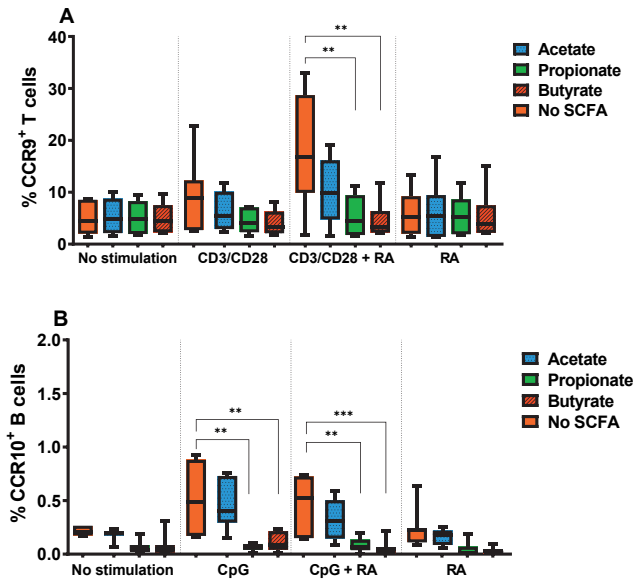 A
% CCR9+ T cells
50
40
30
20
10
0
** 
**
No stimulation CD3/CD28 CD3/CD28 + RA RA
Acetate
Propionate
Butyrate
No SCFA
B
% CCR10+ B cells
2.0
1.5
1.0
0.5
0.0
**
**
***
**
No stimulation CpG CpG + RA RA
Acetate
Propionate
Butyrate
No SCFA